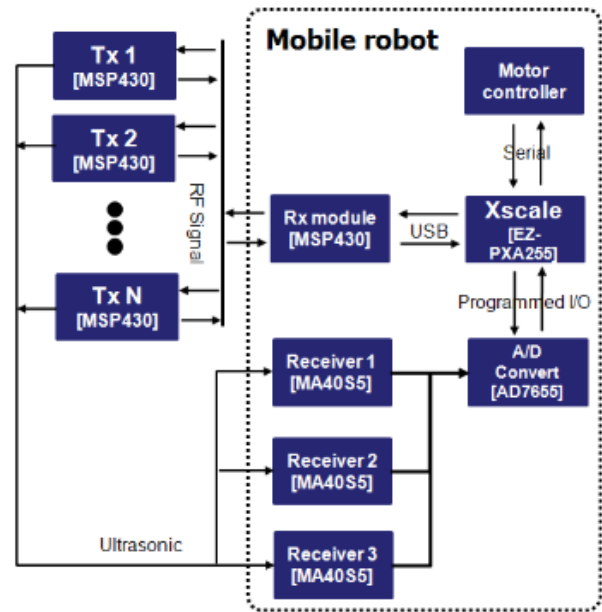 Mobile robot
Tx 1
[MSP430]
Tx 2
[MSP430]
Tx N
[MSP430]
RF Signal
Motor
controller
Serial
Rx module
[MSP430]
USB
Xscale
[EZ-
PXA255]
Programmed I/O
A/D
Convert
[AD7655]
Receiver 1
[MA40S5]
Receiver 2
[MA40S5]
Receiver 3
[MA40S5]
Ultrasonic